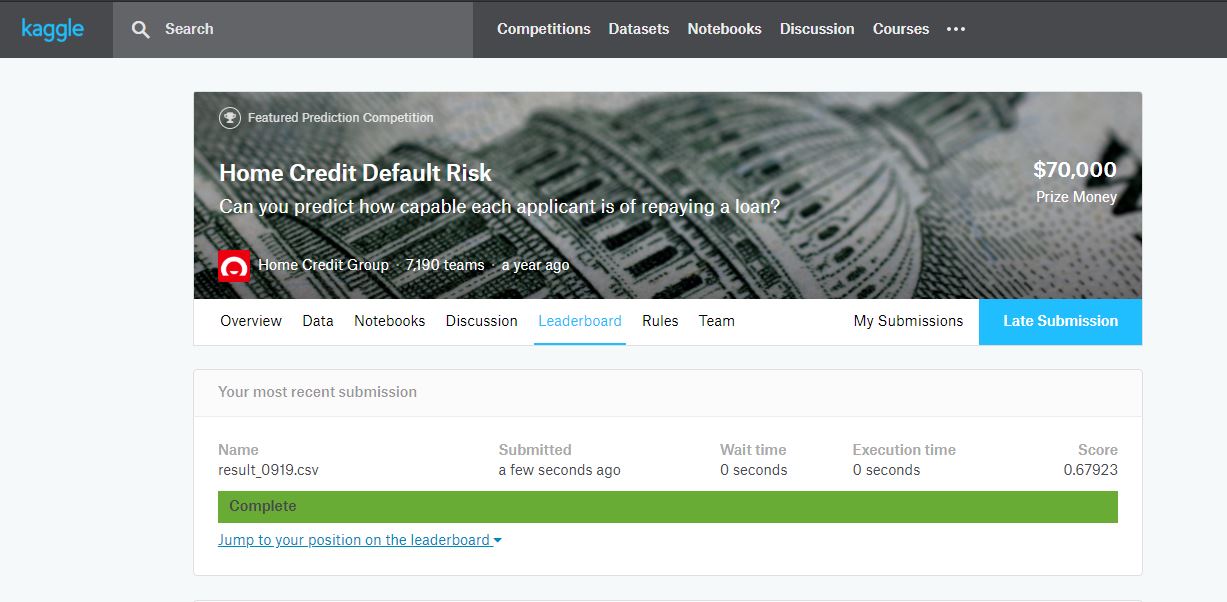 kaggle Search Competitions Datasets Notebooks Discussion Courses
Featured Prediction Competition
Home Credit Default Risk
Can you predict how capable each applicant is of repaying a loan?
$70,000
Prize Money
Home Credit Group · 7,190 teams · a year ago
Overview Data Notebooks Discussion Leaderboard Rules Team My Submissions Late Submission
Your most recent submission
Name Submitted Wait time Execution time Score
result_0919.csv a few seconds ago 0 seconds 0 seconds 0.67923
Complete
Jump to your position on the leaderboard